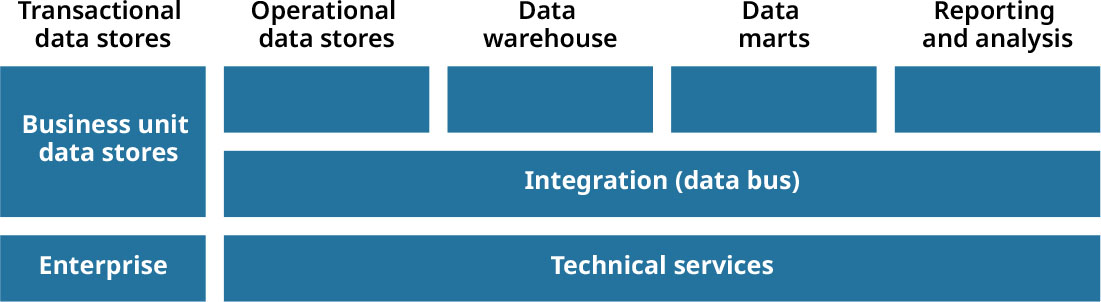 Transactional
data stores
Operational
data stores
Data
warehouse
Data
marts
Reporting
and analysis
Business unit
data stores
Integration (data bus)
Enterprise
Technical services